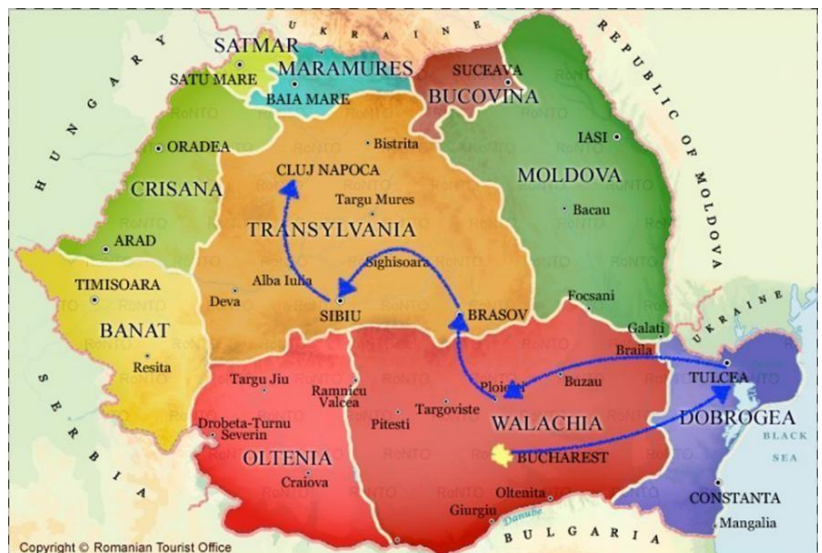 UKRAINE
SATMAR
SATU MARE
MARAMURES
BAIA MARE
SUCEAVA
BUCOVINA
REPUBLIC OF MOLDOVA
HUNGARY
ORADEA
CRISANA
ARAD
Bistrita
CLUJ NAPOCA
Targu Mures
TRANSYLVANIA
Sighisoara
Alba Iulia
Deva
SIBIU
BRASOV
IASI
MOLDOVA
Bacau
Focsani
Galati
UKRAINE
TIMISOARA
BANAT
Resita
SERBIA
Targu Jiu
Ramnicu
Valcea
Drobeta-Turnu
Severin
OLTENIA
Craiova
Pitesti
Targoviste
Ploiesti
Buzau
Braila
WALACHIA
BUCHAREST
Oltenita
Giurgiu
Danube
BULGARIA
TULCEA
DOBROGEA
BLACK
SEA
CONSTANTA
Mangalia
RoNTO
Copyright © Romanian Tourist Office